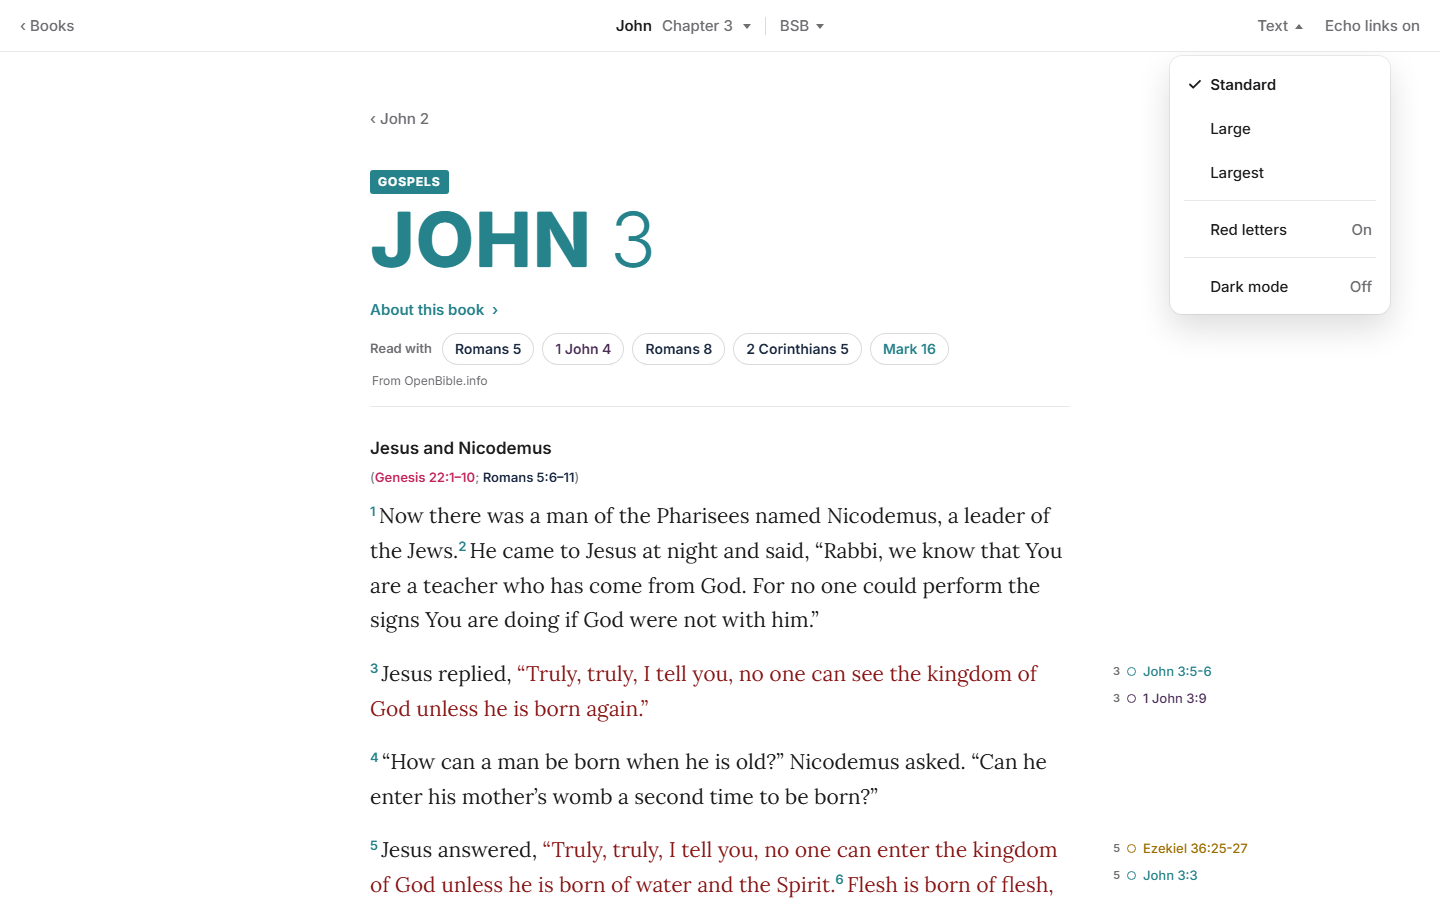 ‹ Books
John Chapter 3 BSB
Text Echo links on
Standard
Large
Largest
Red letters On
Dark mode Off
‹ John 2
GOSPELS
JOHN 3
About this book ›
Read with Romans 5 1 John 4 Romans 8 2 Corinthians 5 Mark 16
From OpenBible.info
Jesus and Nicodemus
(Genesis 22:1–10; Romans 5:6–11)
1 Now there was a man of the Pharisees named Nicodemus, a leader of
the Jews. 2 He came to Jesus at night and said, “Rabbi, we know that You
are a teacher who has come from God. For no one could perform the
signs You are doing if God were not with him.”
3 Jesus replied, “Truly, truly, I tell you, no one can see the kingdom of
God unless he is born again.”
3 John 3:5-6
3 1 John 3:9
4 “How can a man be born when he is old?” Nicodemus asked. “Can he
enter his mother’s womb a second time to be born?”
5 Jesus answered, “Truly, truly, I tell you, no one can enter the kingdom
of God unless he is born of water and the Spirit. 6 Flesh is born of flesh,
5 Ezekiel 36:25-27
5 John 3:3